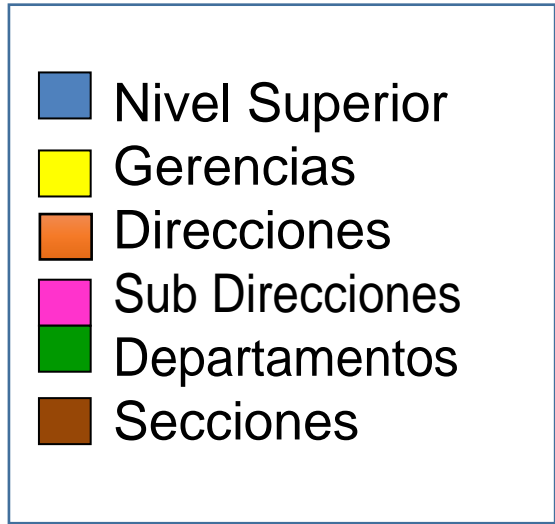 Nivel Superior
Gerencias
Direcciones
Sub Direcciones
Departamentos
Secciones